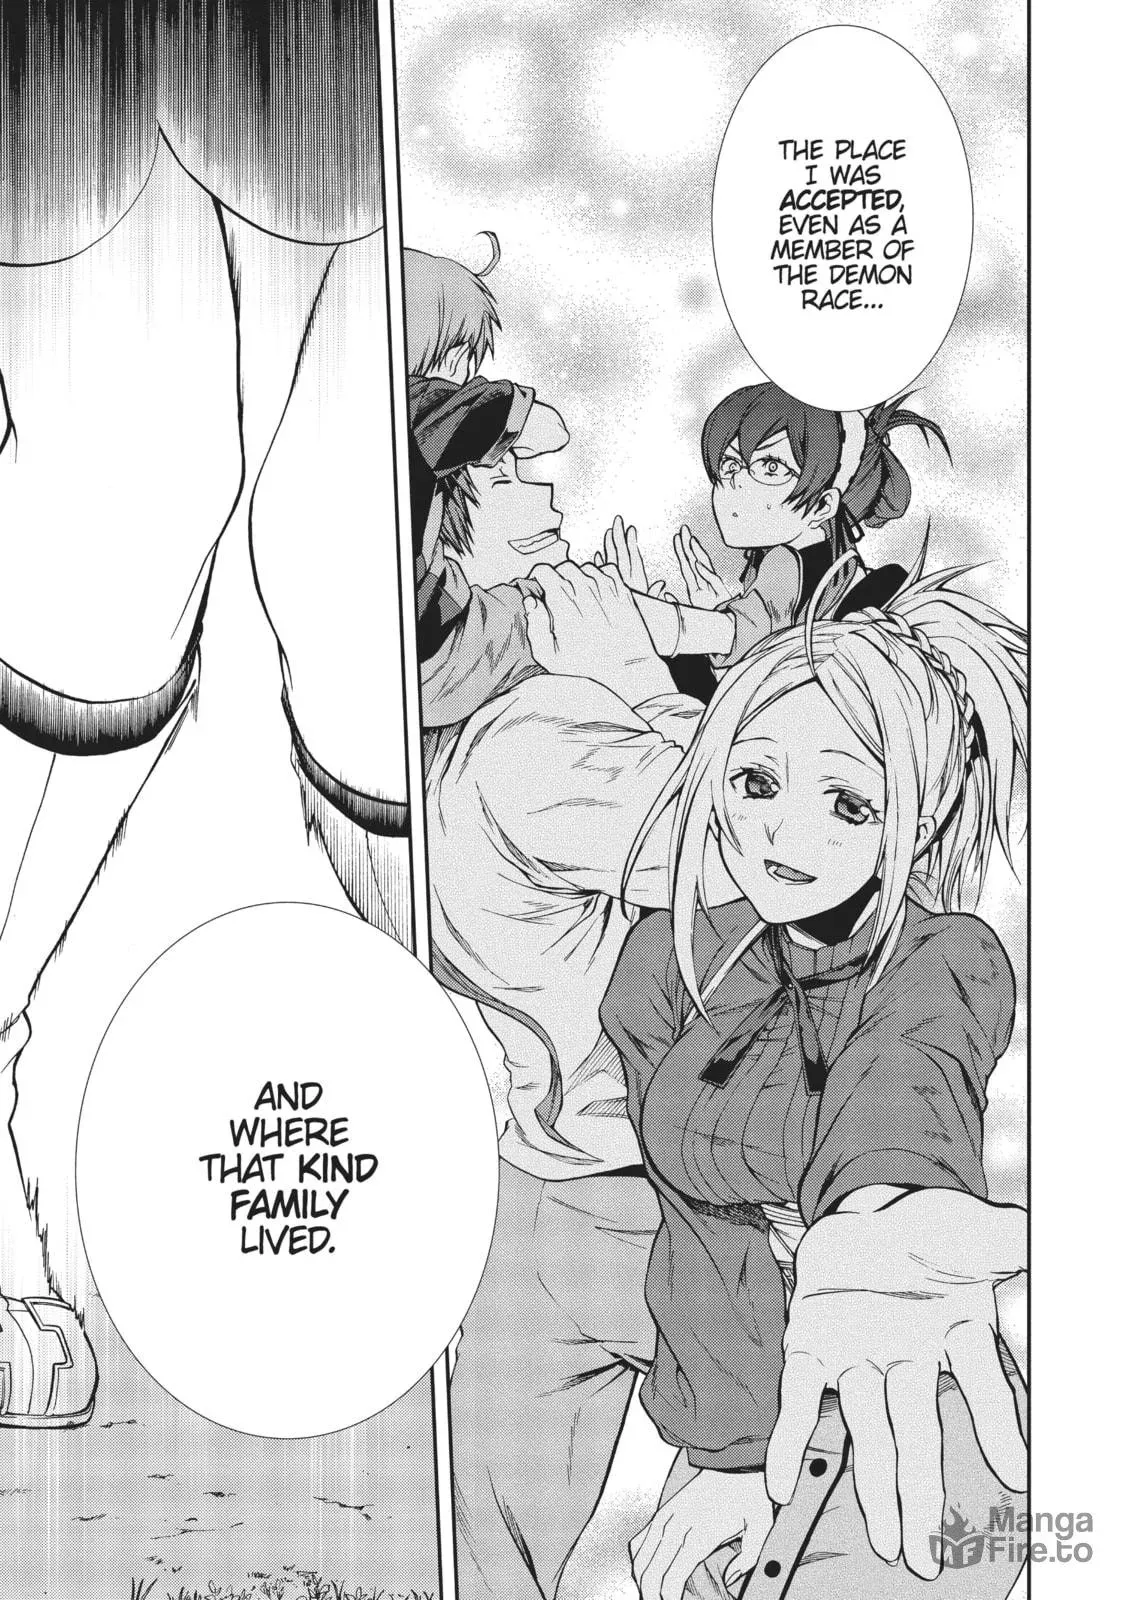 THE PLACE
I WAS
ACCEPTED,
EVEN AS A
MEMBER OF
THE DEMON
RACE...
AND
WHERE
THAT KIND
FAMILY
LIVED.
Manga
Fire.to